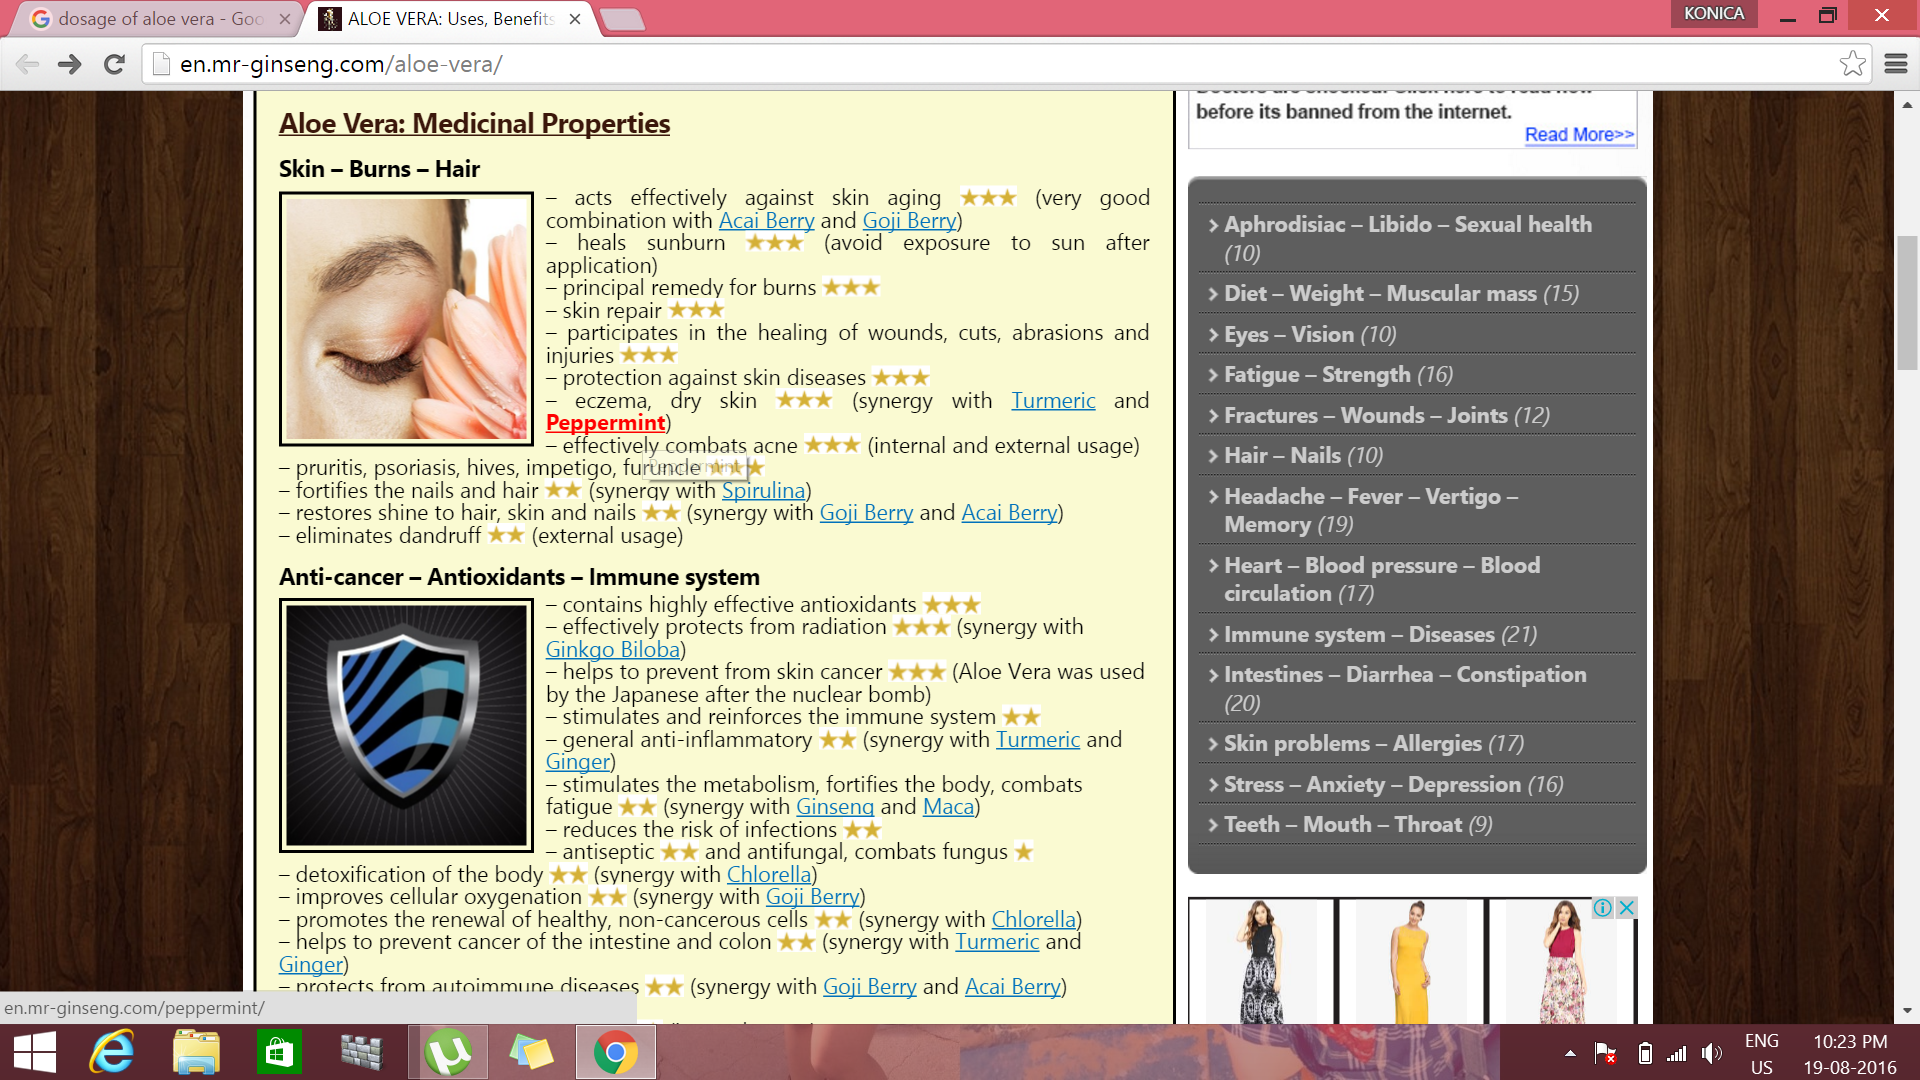 dosage of aloe vera - Goo
ALOE VERA: Uses, Benefits
KONICA
en.mr-ginseng.com/aloe-vera/
Aloe Vera: Medicinal Properties
Skin – Burns – Hair
– acts effectively against skin aging ★★★ (very good
combination with Acai Berry and Goji Berry)
– heals sunburn ★★★ (avoid exposure to sun after
application)
– principal remedy for burns ★★★
– skin repair ★★★
– participates in the healing of wounds, cuts, abrasions and
injuries ★★★
– protection against skin diseases ★★★
– eczema, dry skin ★★★ (synergy with Turmeric and
Peppermint)
– effectively combats acne ★★★ (internal and external usage)
– pruritis, psoriasis, hives, impetigo, furuncle ★★★
Peppermint
– fortifies the nails and hair ★★ (synergy with Spirulina)
– restores shine to hair, skin and nails ★★ (synergy with Goji Berry and Acai Berry)
– eliminates dandruff ★★ (external usage)
Anti-cancer – Antioxidants – Immune system
– contains highly effective antioxidants ★★★
– effectively protects from radiation ★★★ (synergy with
Ginkgo Biloba)
– helps to prevent from skin cancer ★★★ (Aloe Vera was used
by the Japanese after the nuclear bomb)
– stimulates and reinforces the immune system ★★
– general anti-inflammatory ★★ (synergy with Turmeric and
Ginger)
– stimulates the metabolism, fortifies the body, combats
fatigue ★★ (synergy with Ginseng and Maca)
– reduces the risk of infections ★★
– antiseptic ★★ and antifungal, combats fungus ★
– detoxification of the body ★★ (synergy with Chlorella)
– improves cellular oxygenation ★★ (synergy with Goji Berry)
– promotes the renewal of healthy, non-cancerous cells ★★ (synergy with Chlorella)
– helps to prevent cancer of the intestine and colon ★★ (synergy with Turmeric and
Ginger)
– protects from autoimmune diseases ★★ (synergy with Goji Berry and Acai Berry)
en.mr-ginseng.com/peppermint/
before its banned from the internet.
Read More>>
Aphrodisiac – Libido – Sexual health
(10)
Diet – Weight – Muscular mass (15)
Eyes – Vision (10)
Fatigue – Strength (16)
Fractures – Wounds – Joints (12)
Hair – Nails (10)
Headache – Fever – Vertigo –
Memory (19)
Heart – Blood pressure – Blood
circulation (17)
Immune system – Diseases (21)
Intestines – Diarrhea – Constipation
(20)
Skin problems – Allergies (17)
Stress – Anxiety – Depression (16)
Teeth – Mouth – Throat (9)
ENG
US
10:23 PM
19-08-2016